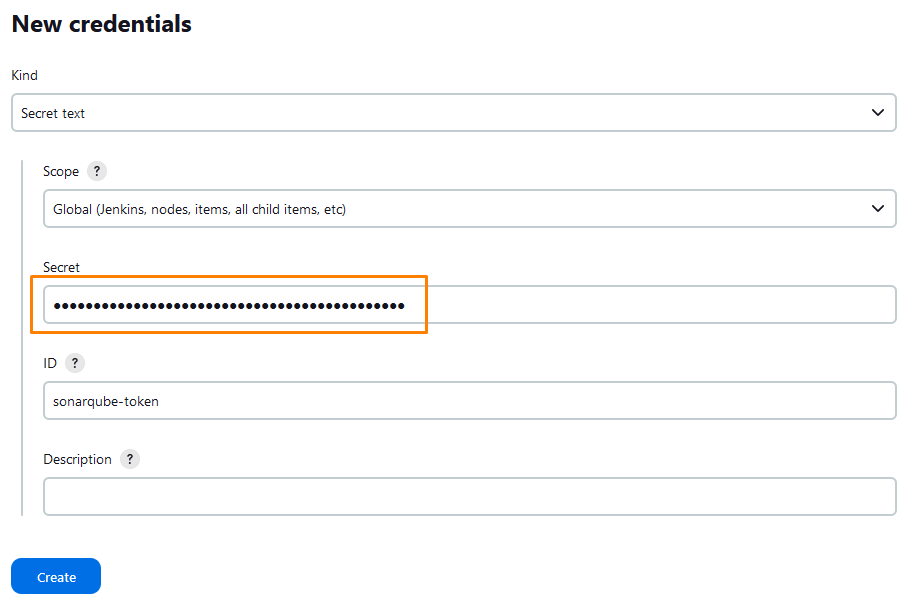 New credentials
Kind
Secret text
Scope ?
Global (Jenkins, nodes, items, all child items, etc)
Secret
••••••••••••••••••••••••••••••••••••••••••••
ID ?
sonarqube-token
Description ?
Create